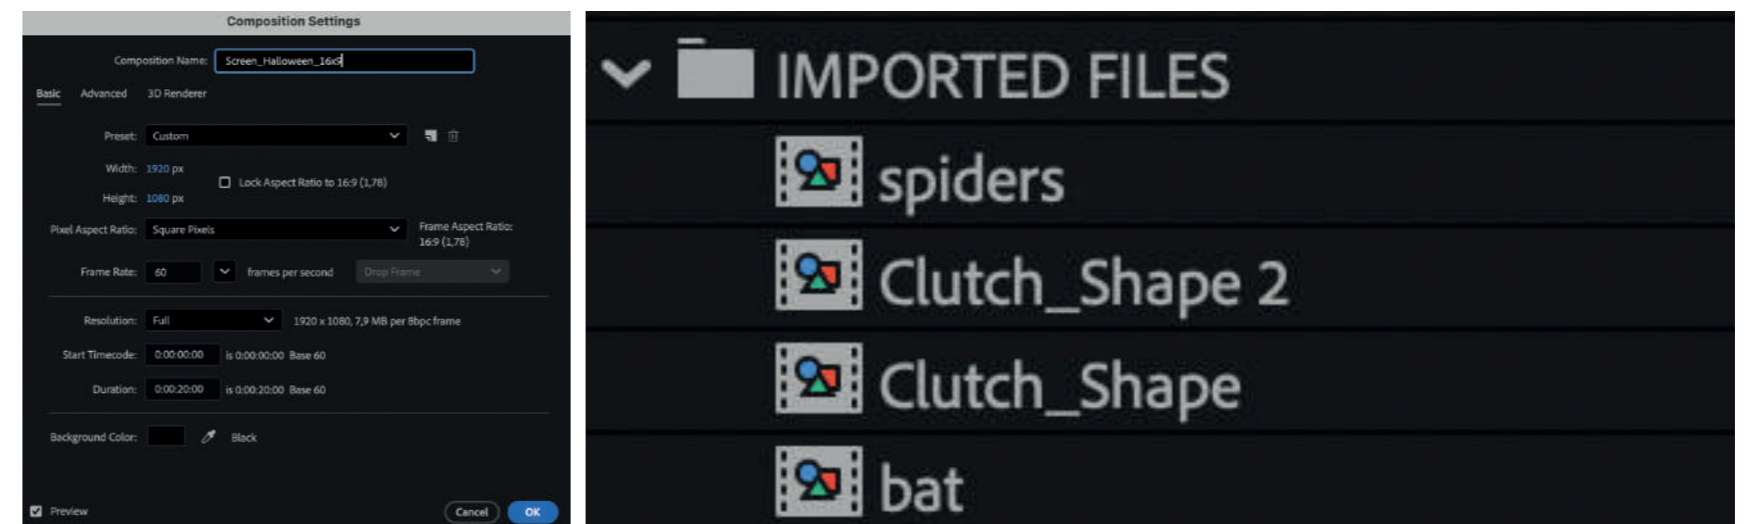 Composition Settings
Composition Name: Screen_Halloween_16x9
Basic Advanced 3D Renderer
Preset: Custom
Width: 1920 px
Lock Aspect Ratio to 16:9 (1,78)
Height: 1080 px
Pixel Aspect Ratio: Square Pixels
Frame Aspect Ratio:
16:9 (1,78)
Frame Rate: 60 frames per second Drop Frame
Resolution: Full 1920 x 1080, 7,9 MB per 8bpc frame
Start Timecode: 0:00:00:00 is 0:00:00:00 Base 60
Duration: 0:00:20:00 is 0:00:20:00 Base 60
Background Color: Black
Preview Cancel OK
IMPORTED FILES
spiders
Clutch_Shape 2
Clutch_Shape
bat